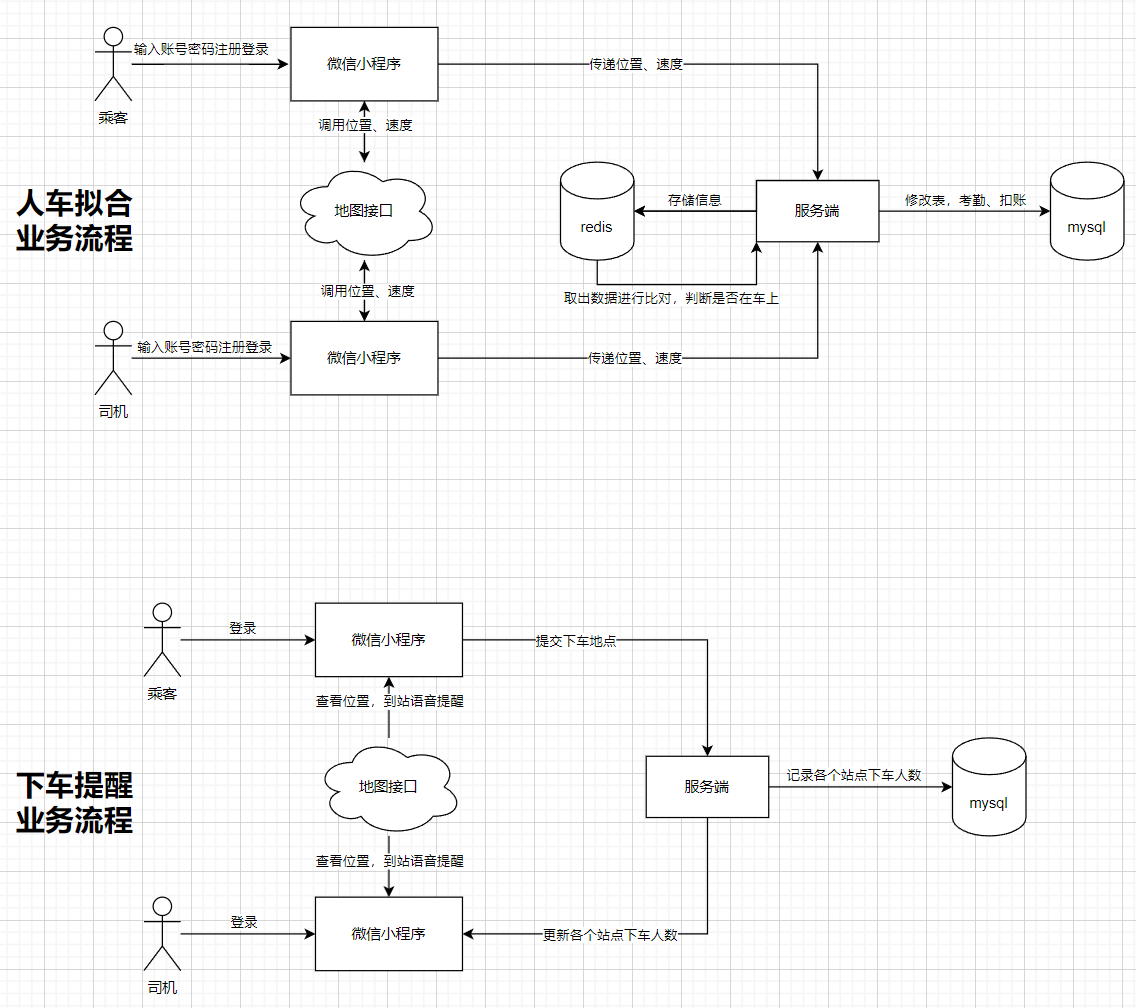 输入账号密码注册登录
微信小程序
传递位置、速度
乘客
调用位置、速度
人车拟合
业务流程
地图接口
redis
存储信息
服务端
修改表，考勤、扣账
mysql
取出数据进行比对，判断是否在车上
调用位置、速度
输入账号密码注册登录
微信小程序
传递位置、速度
司机
登录
微信小程序
提交下车地点
乘客
查看位置，到站语音提醒
下车提醒
业务流程
地图接口
服务端
记录各个站点下车人数
mysql
查看位置，到站语音提醒
登录
微信小程序
更新各个站点下车人数
司机